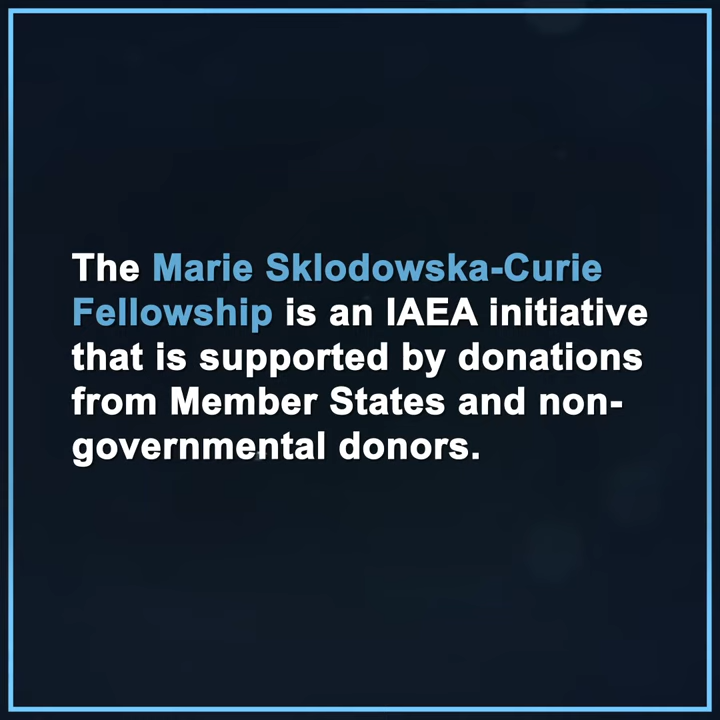 The Marie Sklodowska-Curie
Fellowship is an IAEA initiative
that is supported by donations
from Member States and non-
governmental donors.